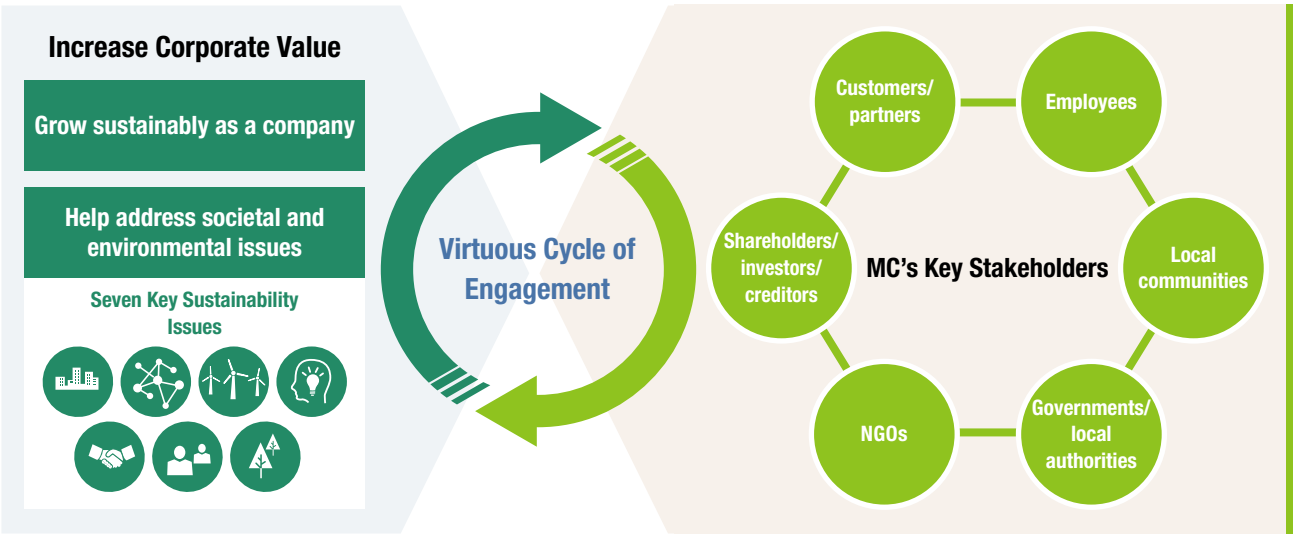 Increase Corporate Value
Grow sustainably as a company
Help address societal and
environmental issues
Seven Key Sustainability
Issues
Virtuous Cycle of
Engagement
Customers/
partners
Employees
Shareholders/
investors/
creditors
MC's Key Stakeholders
Local
communities
NGOs
Governments/
local
authorities